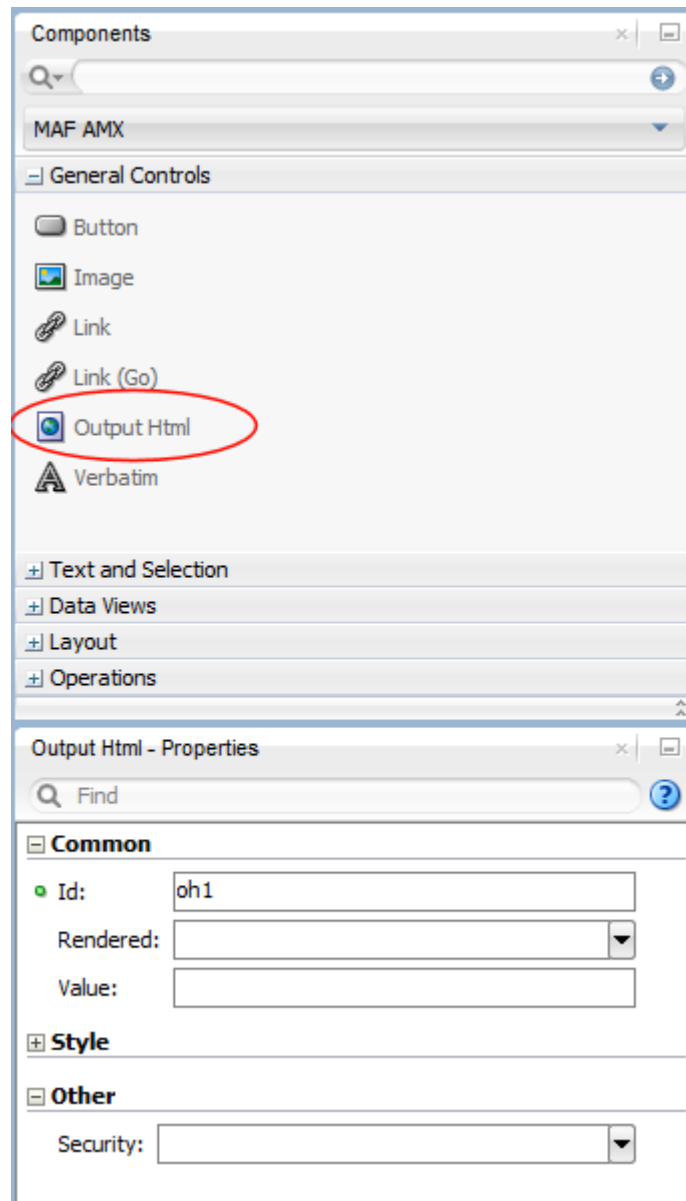 Components
MAF AMX
General Controls
Button
Image
Link
Link (Go)
Output Html
Verbatim
Text and Selection
Data Views
Layout
Operations
Output Html - Properties
Find
Common
Id: oh1
Rendered:
Value:
Style
Other
Security: